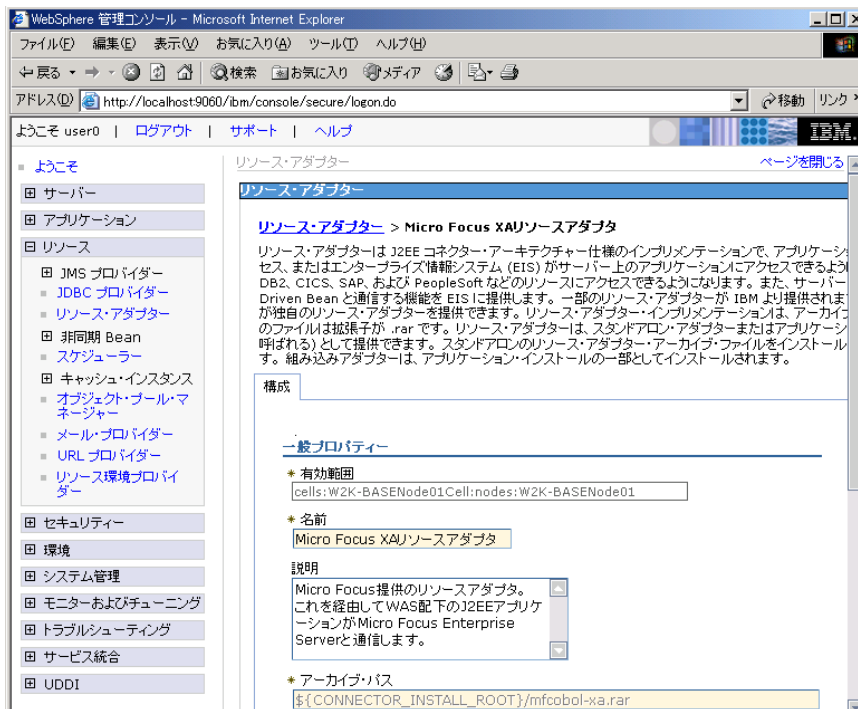 WebSphere 管理コンソール - Microsoft Internet Explorer
ファイル(F) 編集(E) 表示(V) お気に入り(A) ツール(T) ヘルプ(H)
戻る 検索 お気に入り メディア
アドレス(D) http://localhost:9060/ibm/console/secure/logon.do 移動 リンク
ようこそ user0 | ログアウト | サポート | ヘルプ
IBM.
ようこそ
サーバー
アプリケーション
リソース
JMS プロバイダー
JDBC プロバイダー
リソース・アダプター
非同期 Bean
スケジューラー
キャッシュ・インスタンス
オブジェクト・プール・マ
ネージャー
メール・プロバイダー
URL プロバイダー
リソース環境プロバイ
ダー
セキュリティー
環境
システム管理
モニターおよびチューニング
トラブルシューティング
サービス統合
UDDI
リソース・アダプター ページを閉じる
リソース・アダプター
リソース・アダプター > Micro Focus XAリソースアダプタ
リソース・アダプターは J2EE コネクター・アーキテクチャー仕様のインプリメンテーションで、アプリケーシ
セス、またはエンタープライズ情報システム (EIS) がサーバー上のアプリケーションにアクセスできるよう
DB2, CICS, SAP, および PeopleSoft などのリソースにアクセスできるようになります。また、サーバー
Driven Bean と通信する機能を EIS に提供します。一部のリソース・アダプターが IBM より提供されま
が独自のリソース・アダプターを提供できます。リソース・アダプター・インプリメンテーションは、アーカイブ
のファイルは拡張子が .rar です。リソース・アダプターは、スタンドアロン・アダプターまたはアプリケーシ
呼ばれる) として提供できます。スタンドアロンのリソース・アダプター・アーカイブ・ファイルをインストール
す。組み込みアダプターは、アプリケーション・インストールの一部としてインストールされます。
構成
一般プロパティー
* 有効範囲
cells:W2K-BASENode01Cell:nodes:W2K-BASENode01
* 名前
Micro Focus XAリソースアダプタ
説明
Micro Focus提供のリソースアダプタ。
これを経由してWAS配下のJ2EEアプリケ
ーションがMicro Focus Enterprise
Serverと通信します。
* アーカイブ・パス
${CONNECTOR_INSTALL_ROOT}/mfcobol-xa.rar